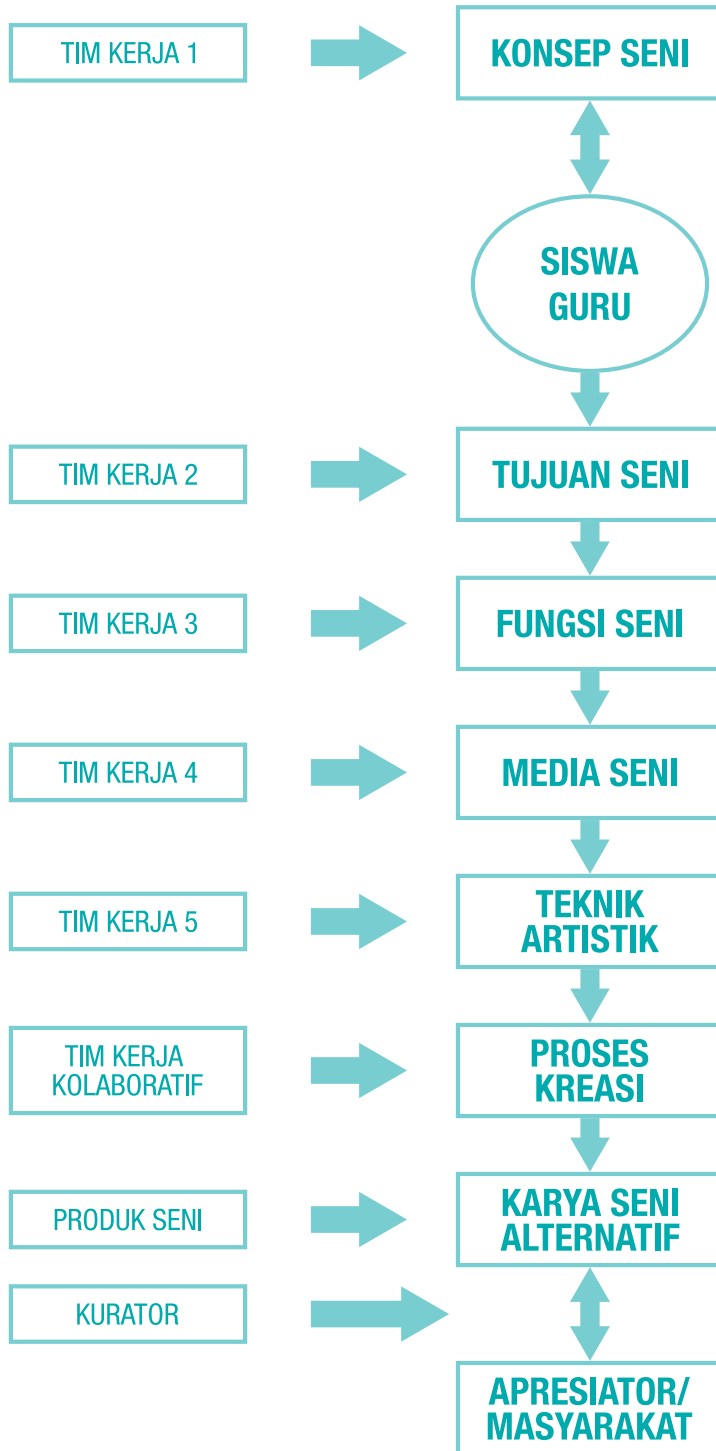 TIM KERJA 1
KONSEP SENI
SISWA
GURU
TIM KERJA 2
TUJUAN SENI
TIM KERJA 3
FUNGSI SENI
TIM KERJA 4
MEDIA SENI
TIM KERJA 5
TEKNIK
ARTISTIK
TIM KERJA
KOLABORATIF
PROSES
KREASI
PRODUK SENI
KARYA SENI
ALTERNATIF
KURATOR
APRESIATOR/
MASYARAKAT